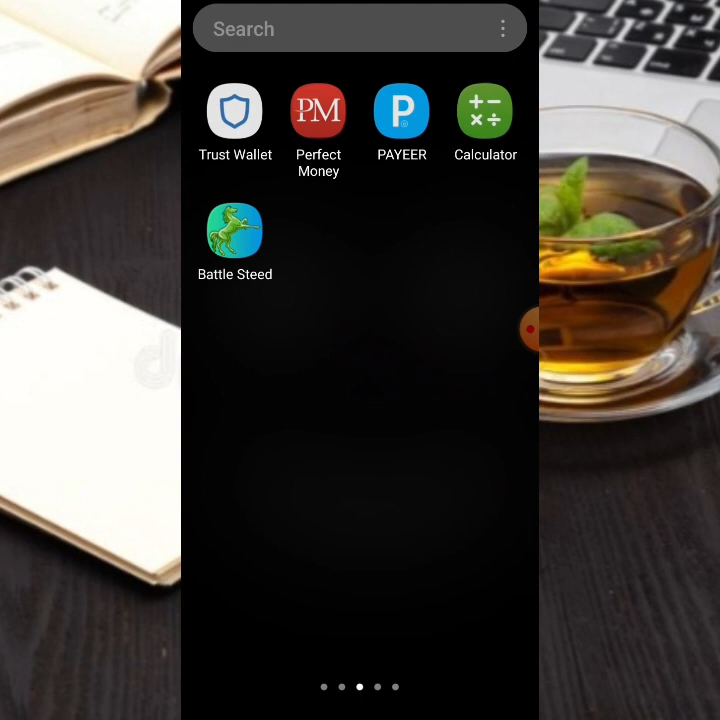 Search
PM
P
Trust Wallet
Perfect
Money
PAYEER
Calculator
Battle Steed